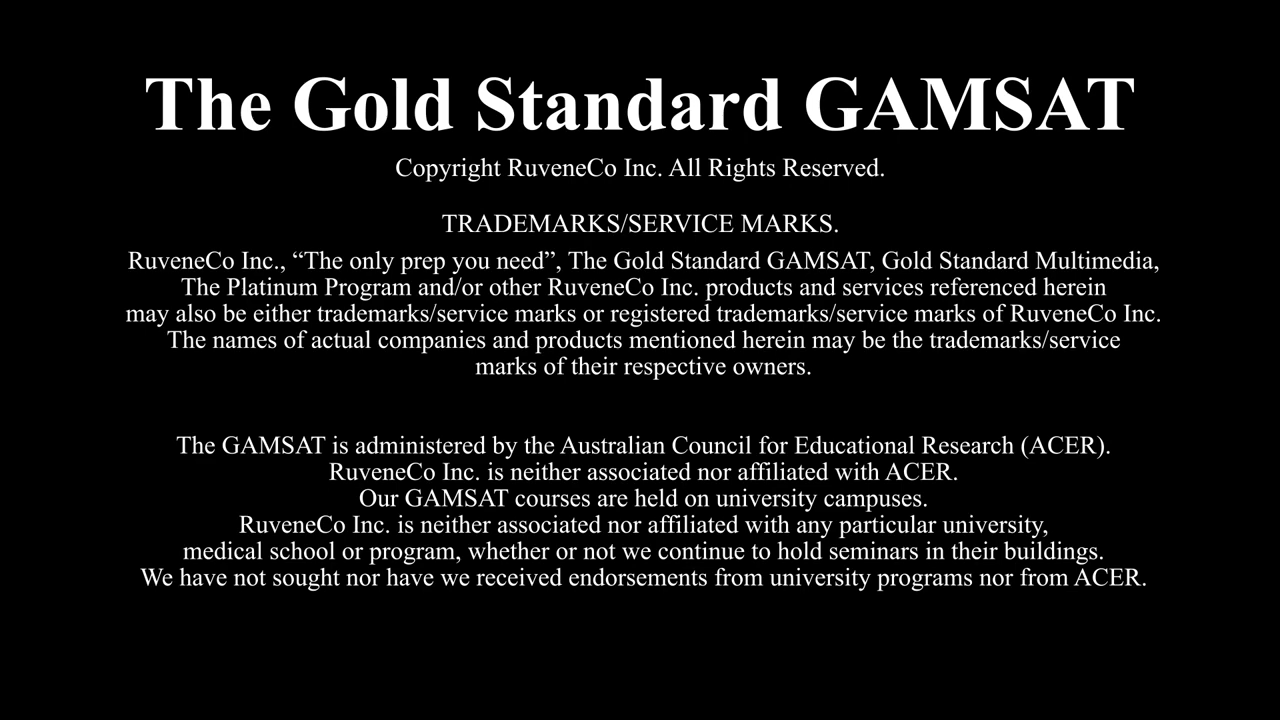 The Gold Standard GAMSAT
Copyright RuveneCo Inc. All Rights Reserved.
TRADEMARKS/SERVICE MARKS.
RuveneCo Inc., “The only prep you need”, The Gold Standard GAMSAT, Gold Standard Multimedia,
The Platinum Program and/or other RuveneCo Inc. products and services referenced herein
may also be either trademarks/service marks or registered trademarks/service marks of RuveneCo Inc.
The names of actual companies and products mentioned herein may be the trademarks/service
marks of their respective owners.
The GAMSAT is administered by the Australian Council for Educational Research (ACER).
RuveneCo Inc. is neither associated nor affiliated with ACER.
Our GAMSAT courses are held on university campuses.
RuveneCo Inc. is neither associated nor affiliated with any particular university,
medical school or program, whether or not we continue to hold seminars in their buildings.
We have not sought nor have we received endorsements from university programs nor from ACER.